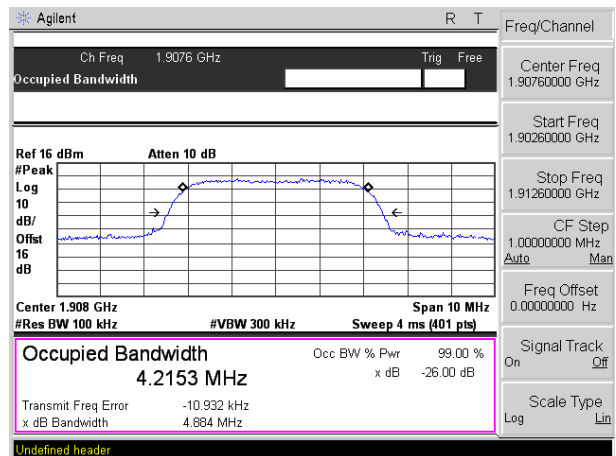 Agilent
R T
Ch Freq 1.9076 GHz Trig Free
Occupied Bandwidth
Ref 16 dBm Atten 10 dB
#Peak
Log
10
dB/
Offst
16
dB
Center 1.908 GHz Span 10 MHz
#Res BW 100 kHz #VBW 300 kHz Sweep 4 ms (401 pts)
Occupied Bandwidth Occ BW % Pwr 99.00 %
4.2153 MHz x dB -26.00 dB
Transmit Freq Error -10.932 kHz
x dB Bandwidth 4.884 MHz
Undefined header
Freq/Channel
Center Freq
1.90760000 GHz
Start Freq
1.90260000 GHz
Stop Freq
1.91260000 GHz
CF Step
1.00000000 MHz
Auto Man
Freq Offset
0.00000000 Hz
Signal Track
On Off
Scale Type
Log Lin